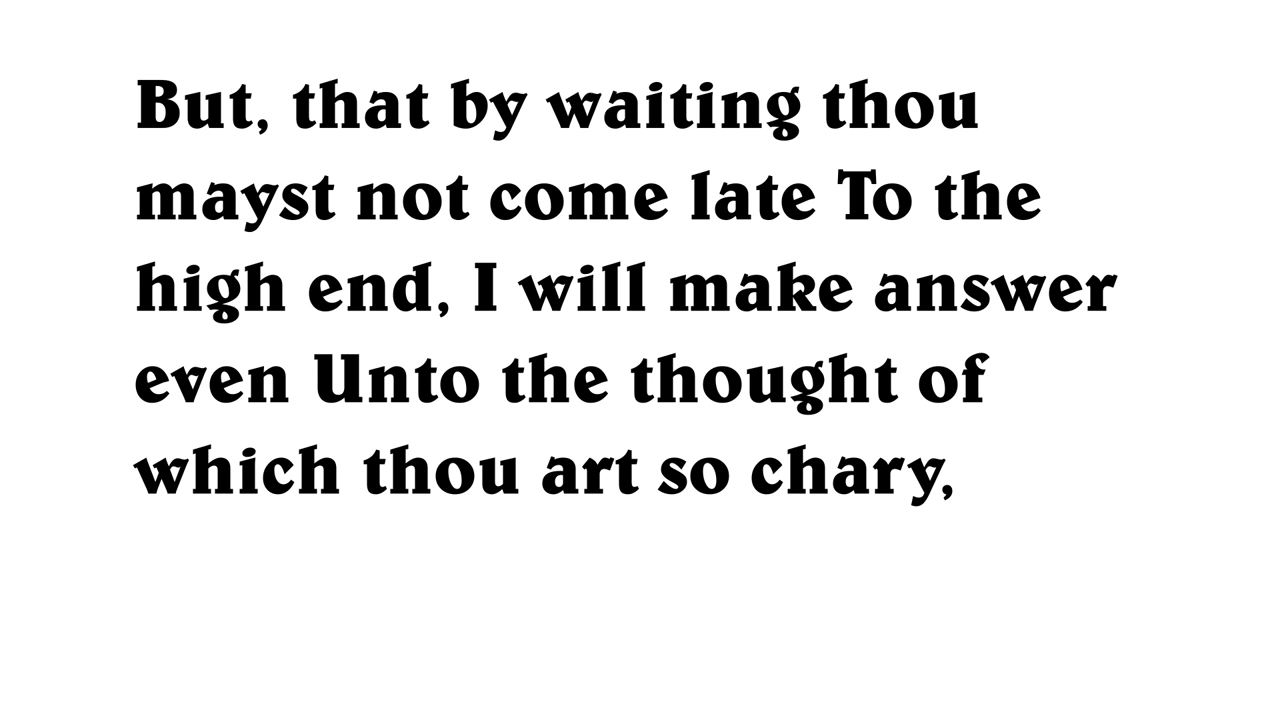 But, that by waiting thou
mayst not come late To the
high end, I will make answer
even Unto the thought of
which thou art so chary,